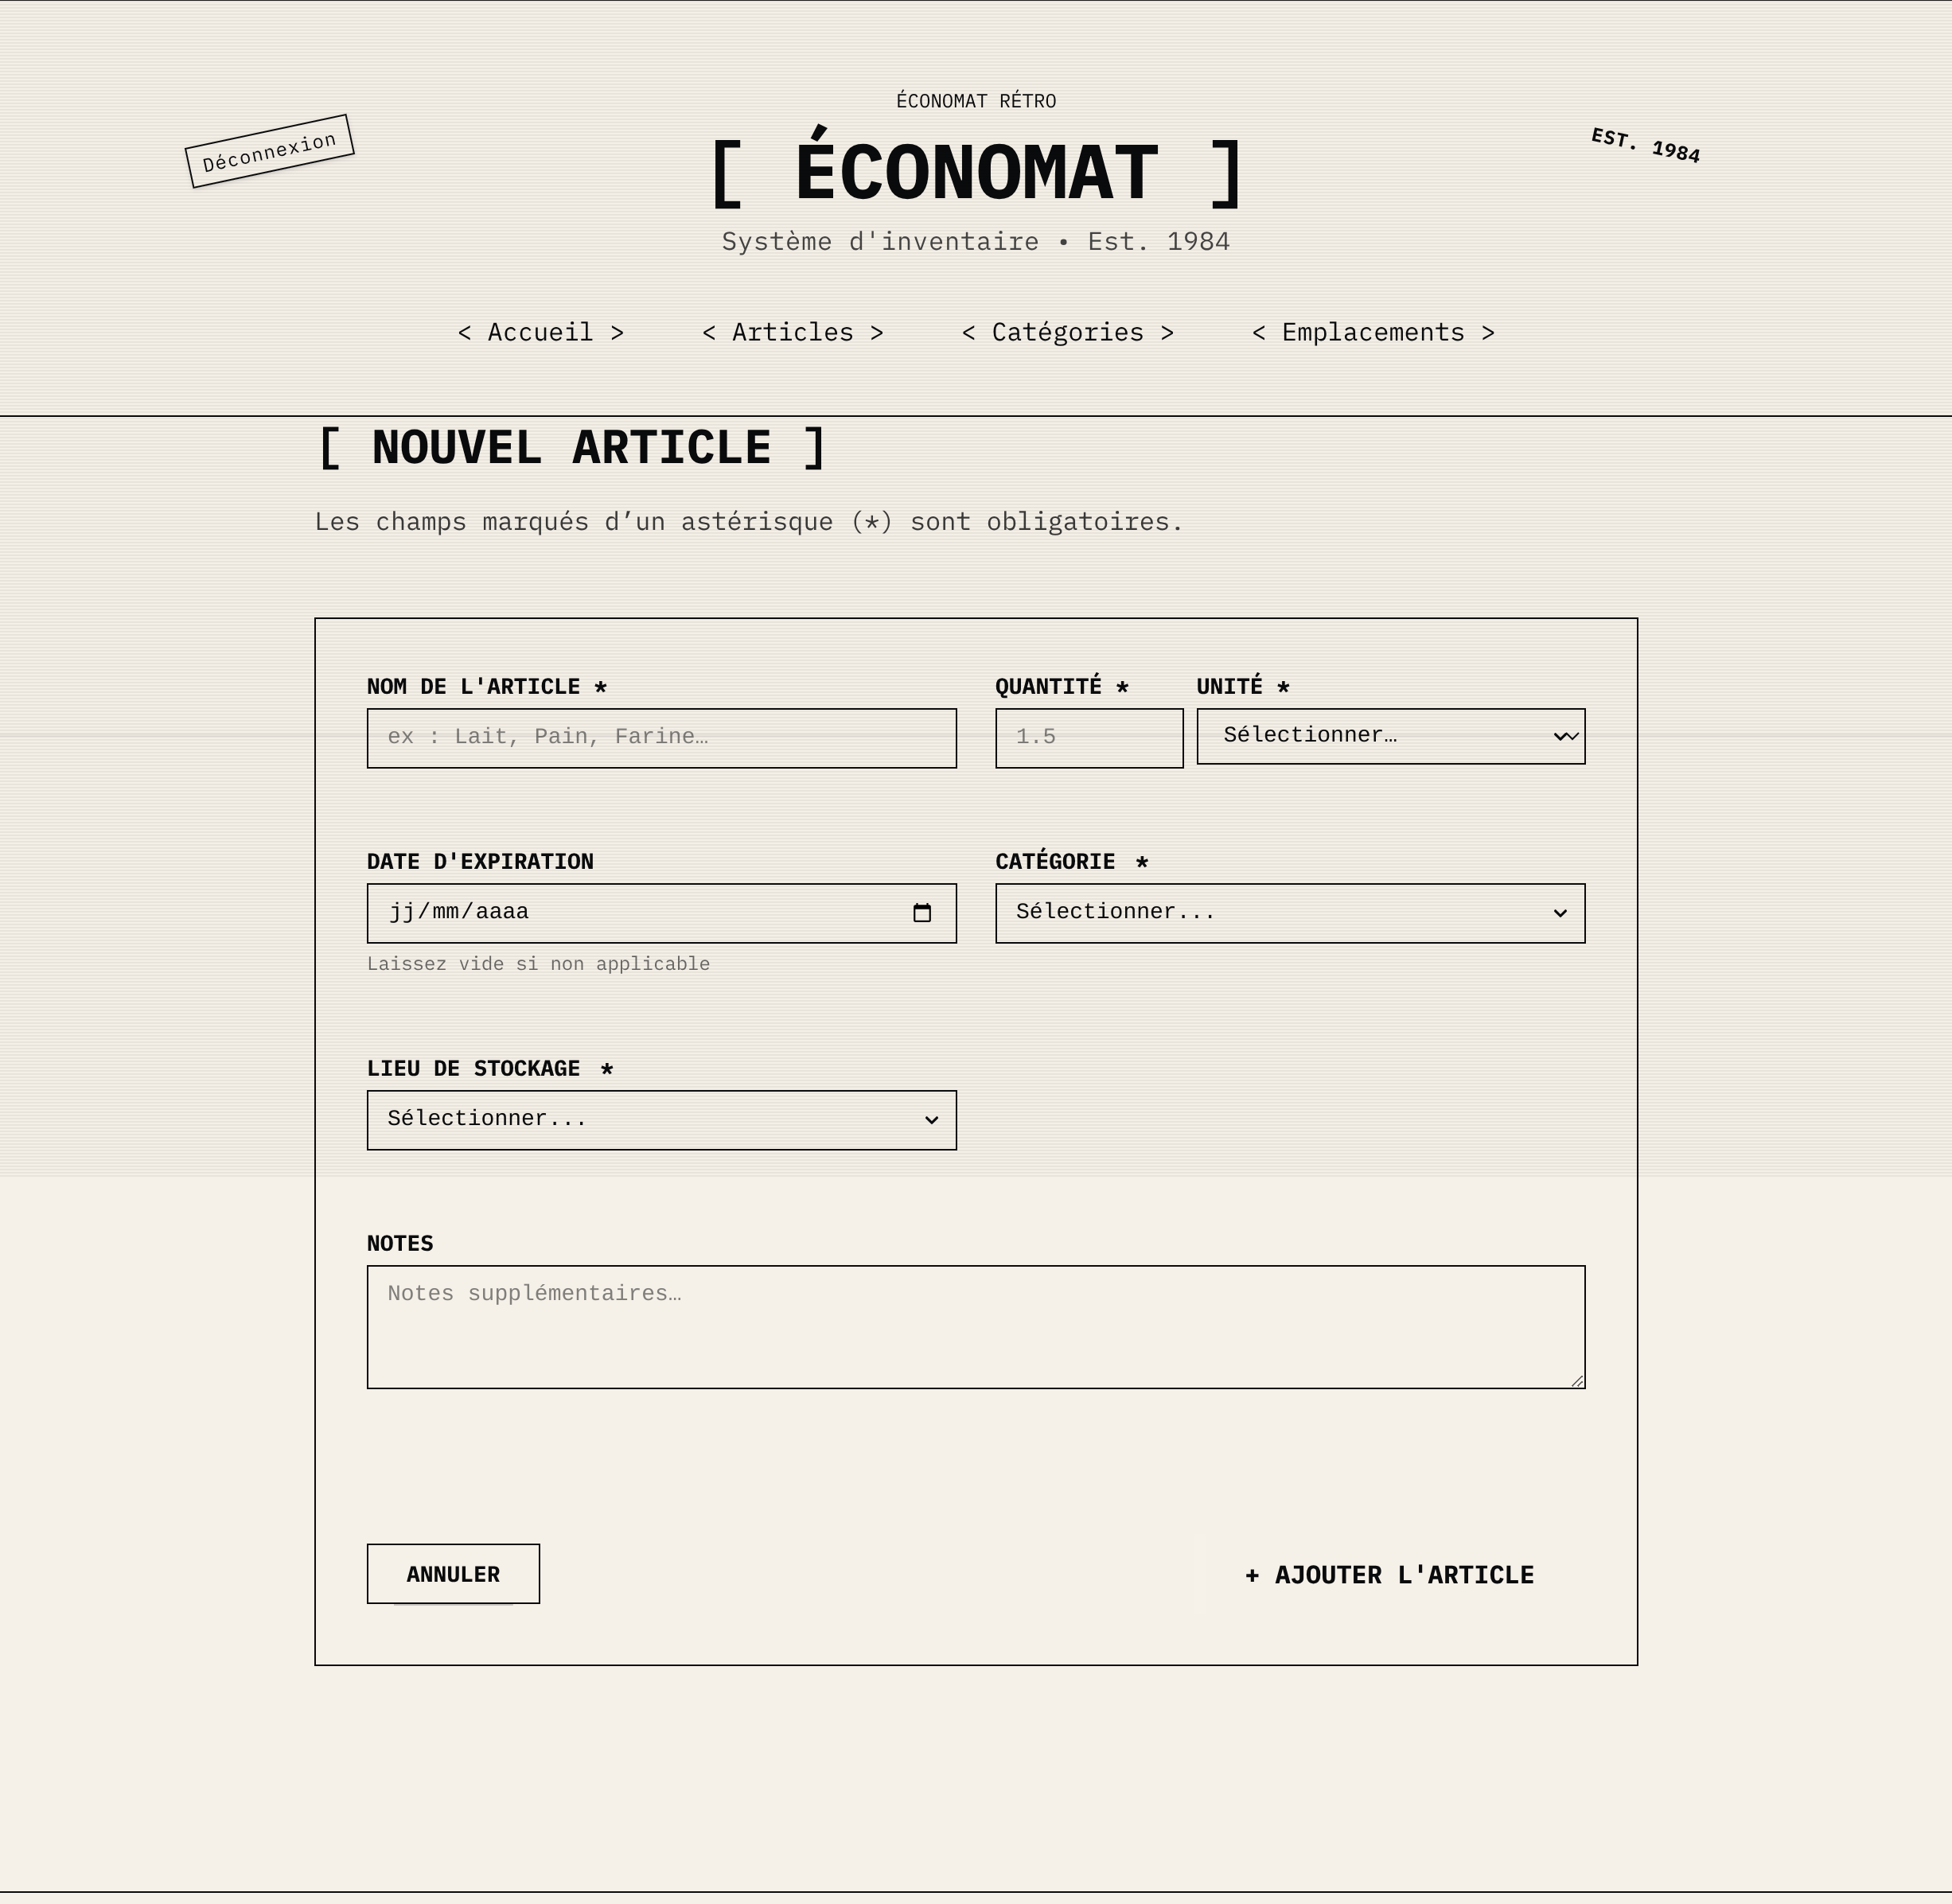 ÉCONOMAT RÉTRO
Déconnexion
[ ÉCONOMAT ]
EST. 1984
Système d'inventaire • Est. 1984
< Accueil > < Articles > < Catégories > < Emplacements >
[ NOUVEL ARTICLE ]
Les champs marqués d’un astérisque (*) sont obligatoires.
NOM DE L'ARTICLE * QUANTITÉ * UNITÉ *
ex : Lait, Pain, Farine… 1.5 Sélectionner…
DATE D'EXPIRATION CATÉGORIE *
jj/mm/aaaa Sélectionner...
Laissez vide si non applicable
LIEU DE STOCKAGE *
Sélectionner...
NOTES
Notes supplémentaires…
ANNULER + AJOUTER L'ARTICLE